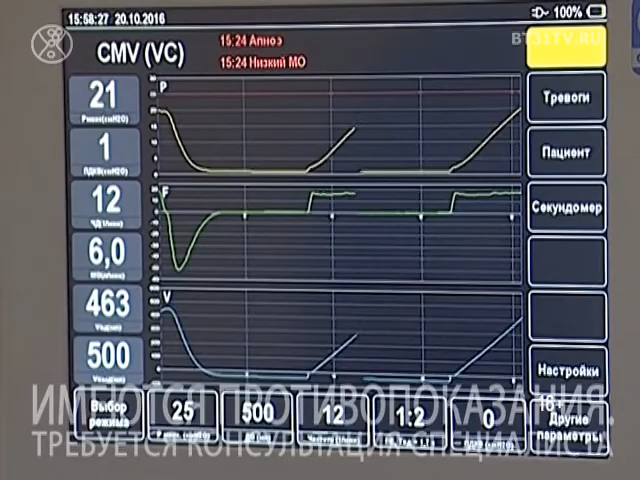 15:58:27 20.10.2016
100%
CMV (VC)
15:24 Апноэ
15:24 Низкий МО
BT31TV.RU
21
P
Тревоги
1
Пациент
12
F
Секундомер
6,0
463
V
500
Настройки
ИМЕЮТСЯ ПРОТИВОПОКАЗАНИЯ.
ТРЕБУЕТСЯ КОНСУЛЬТАЦИЯ СПЕЦИАЛИСТА
16+
Выбор
режима
25
500
12
1:2
0
Другие
параметры